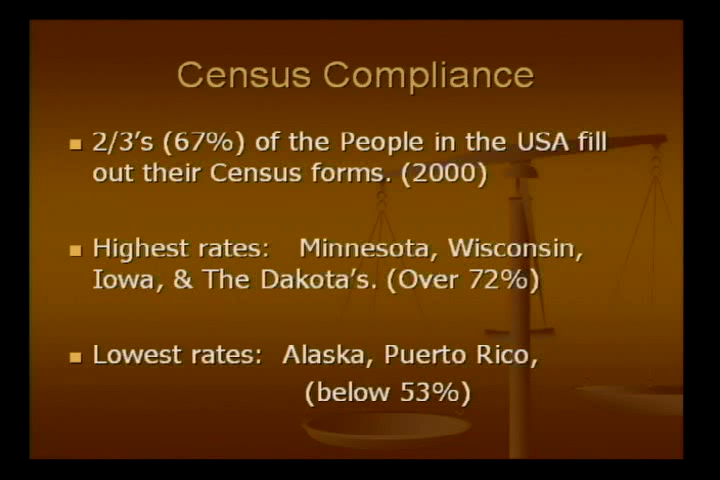 Census Compliance
2/3's (67%) of the People in the USA fill
out their Census forms. (2000)
Highest rates: Minnesota, Wisconsin,
Iowa, & The Dakota's. (Over 72%)
Lowest rates: Alaska, Puerto Rico,
(below 53%)